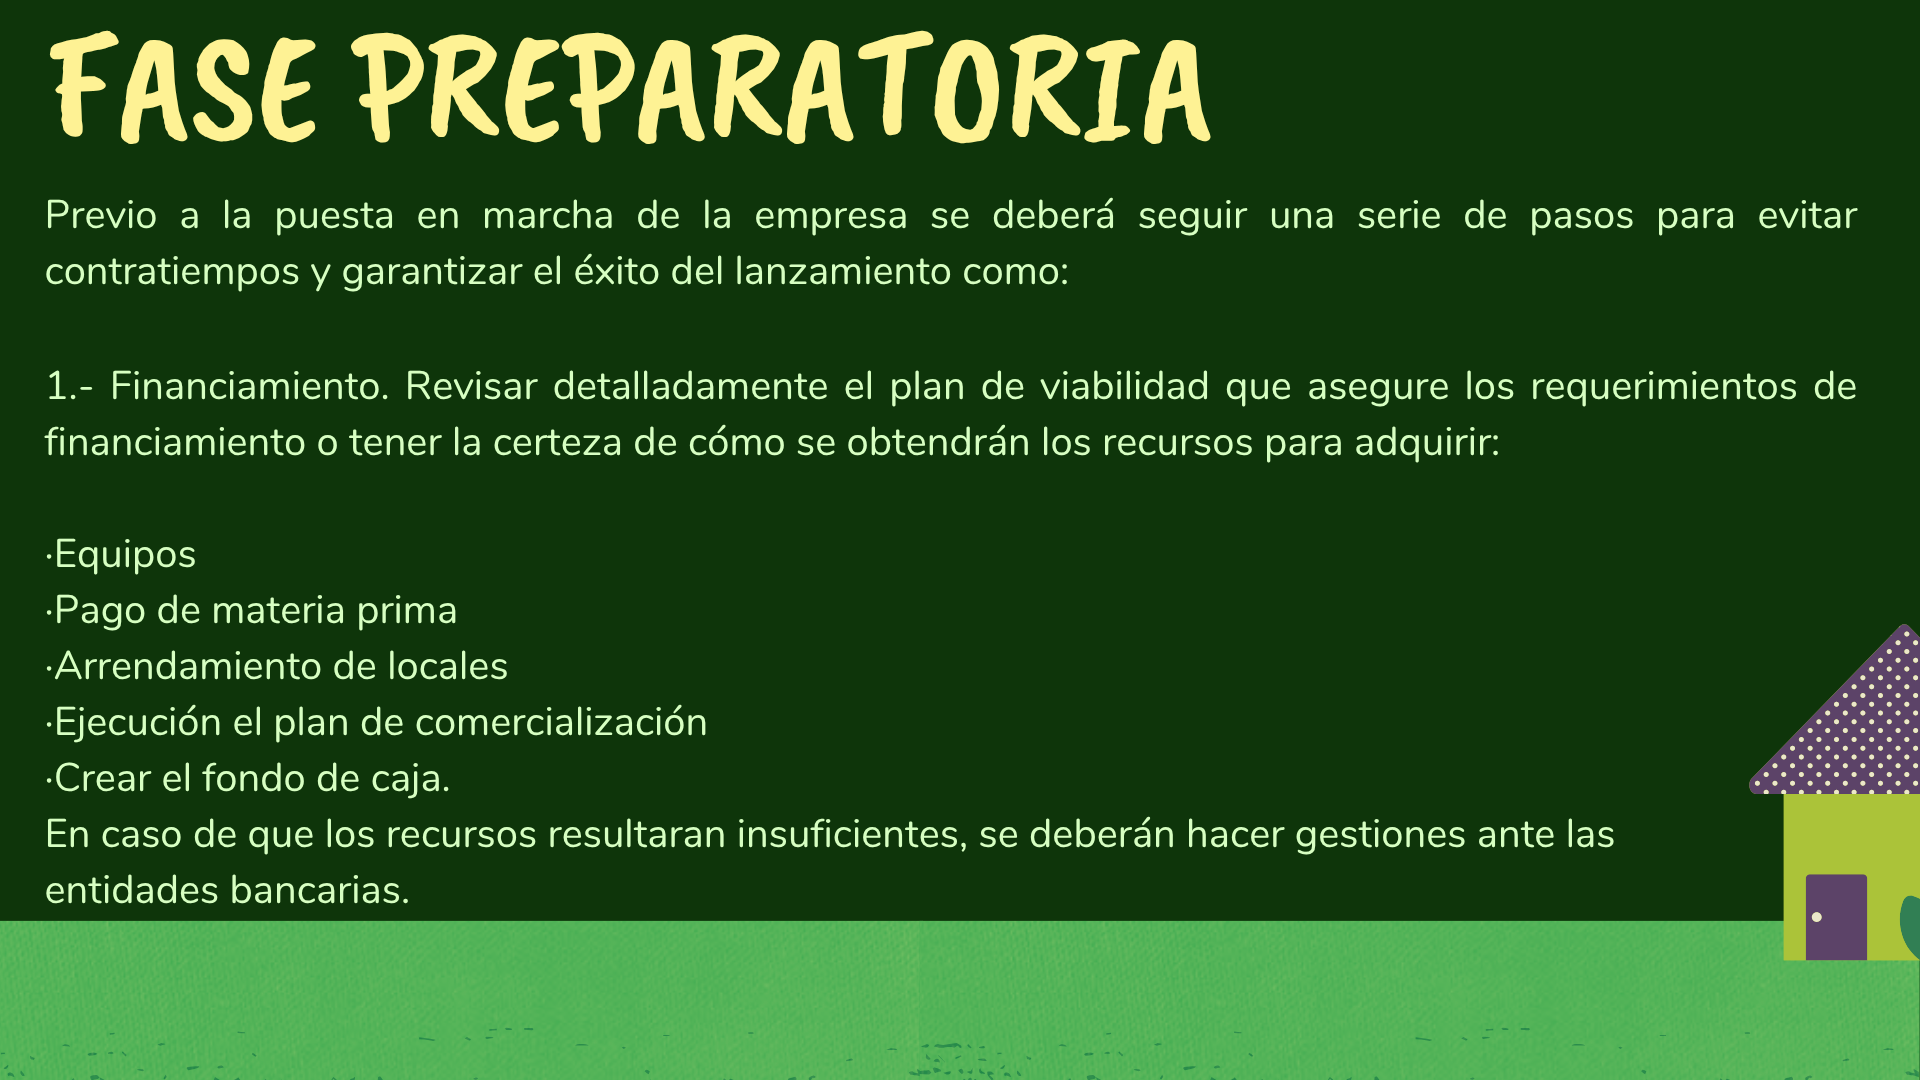 FASE PREPARATORIA
Previo a la puesta en marcha de la empresa se deberá seguir una serie de pasos para evitar
contratiempos y garantizar el éxito del lanzamiento como:
1.- Financiamiento. Revisar detalladamente el plan de viabilidad que asegure los requerimientos de
financiamiento o tener la certeza de cómo se obtendrán los recursos para adquirir:
·Equipos
·Pago de materia prima
·Arrendamiento de locales
·Ejecución el plan de comercialización
·Crear el fondo de caja.
En caso de que los recursos resultaran insuficientes, se deberán hacer gestiones ante las
entidades bancarias.